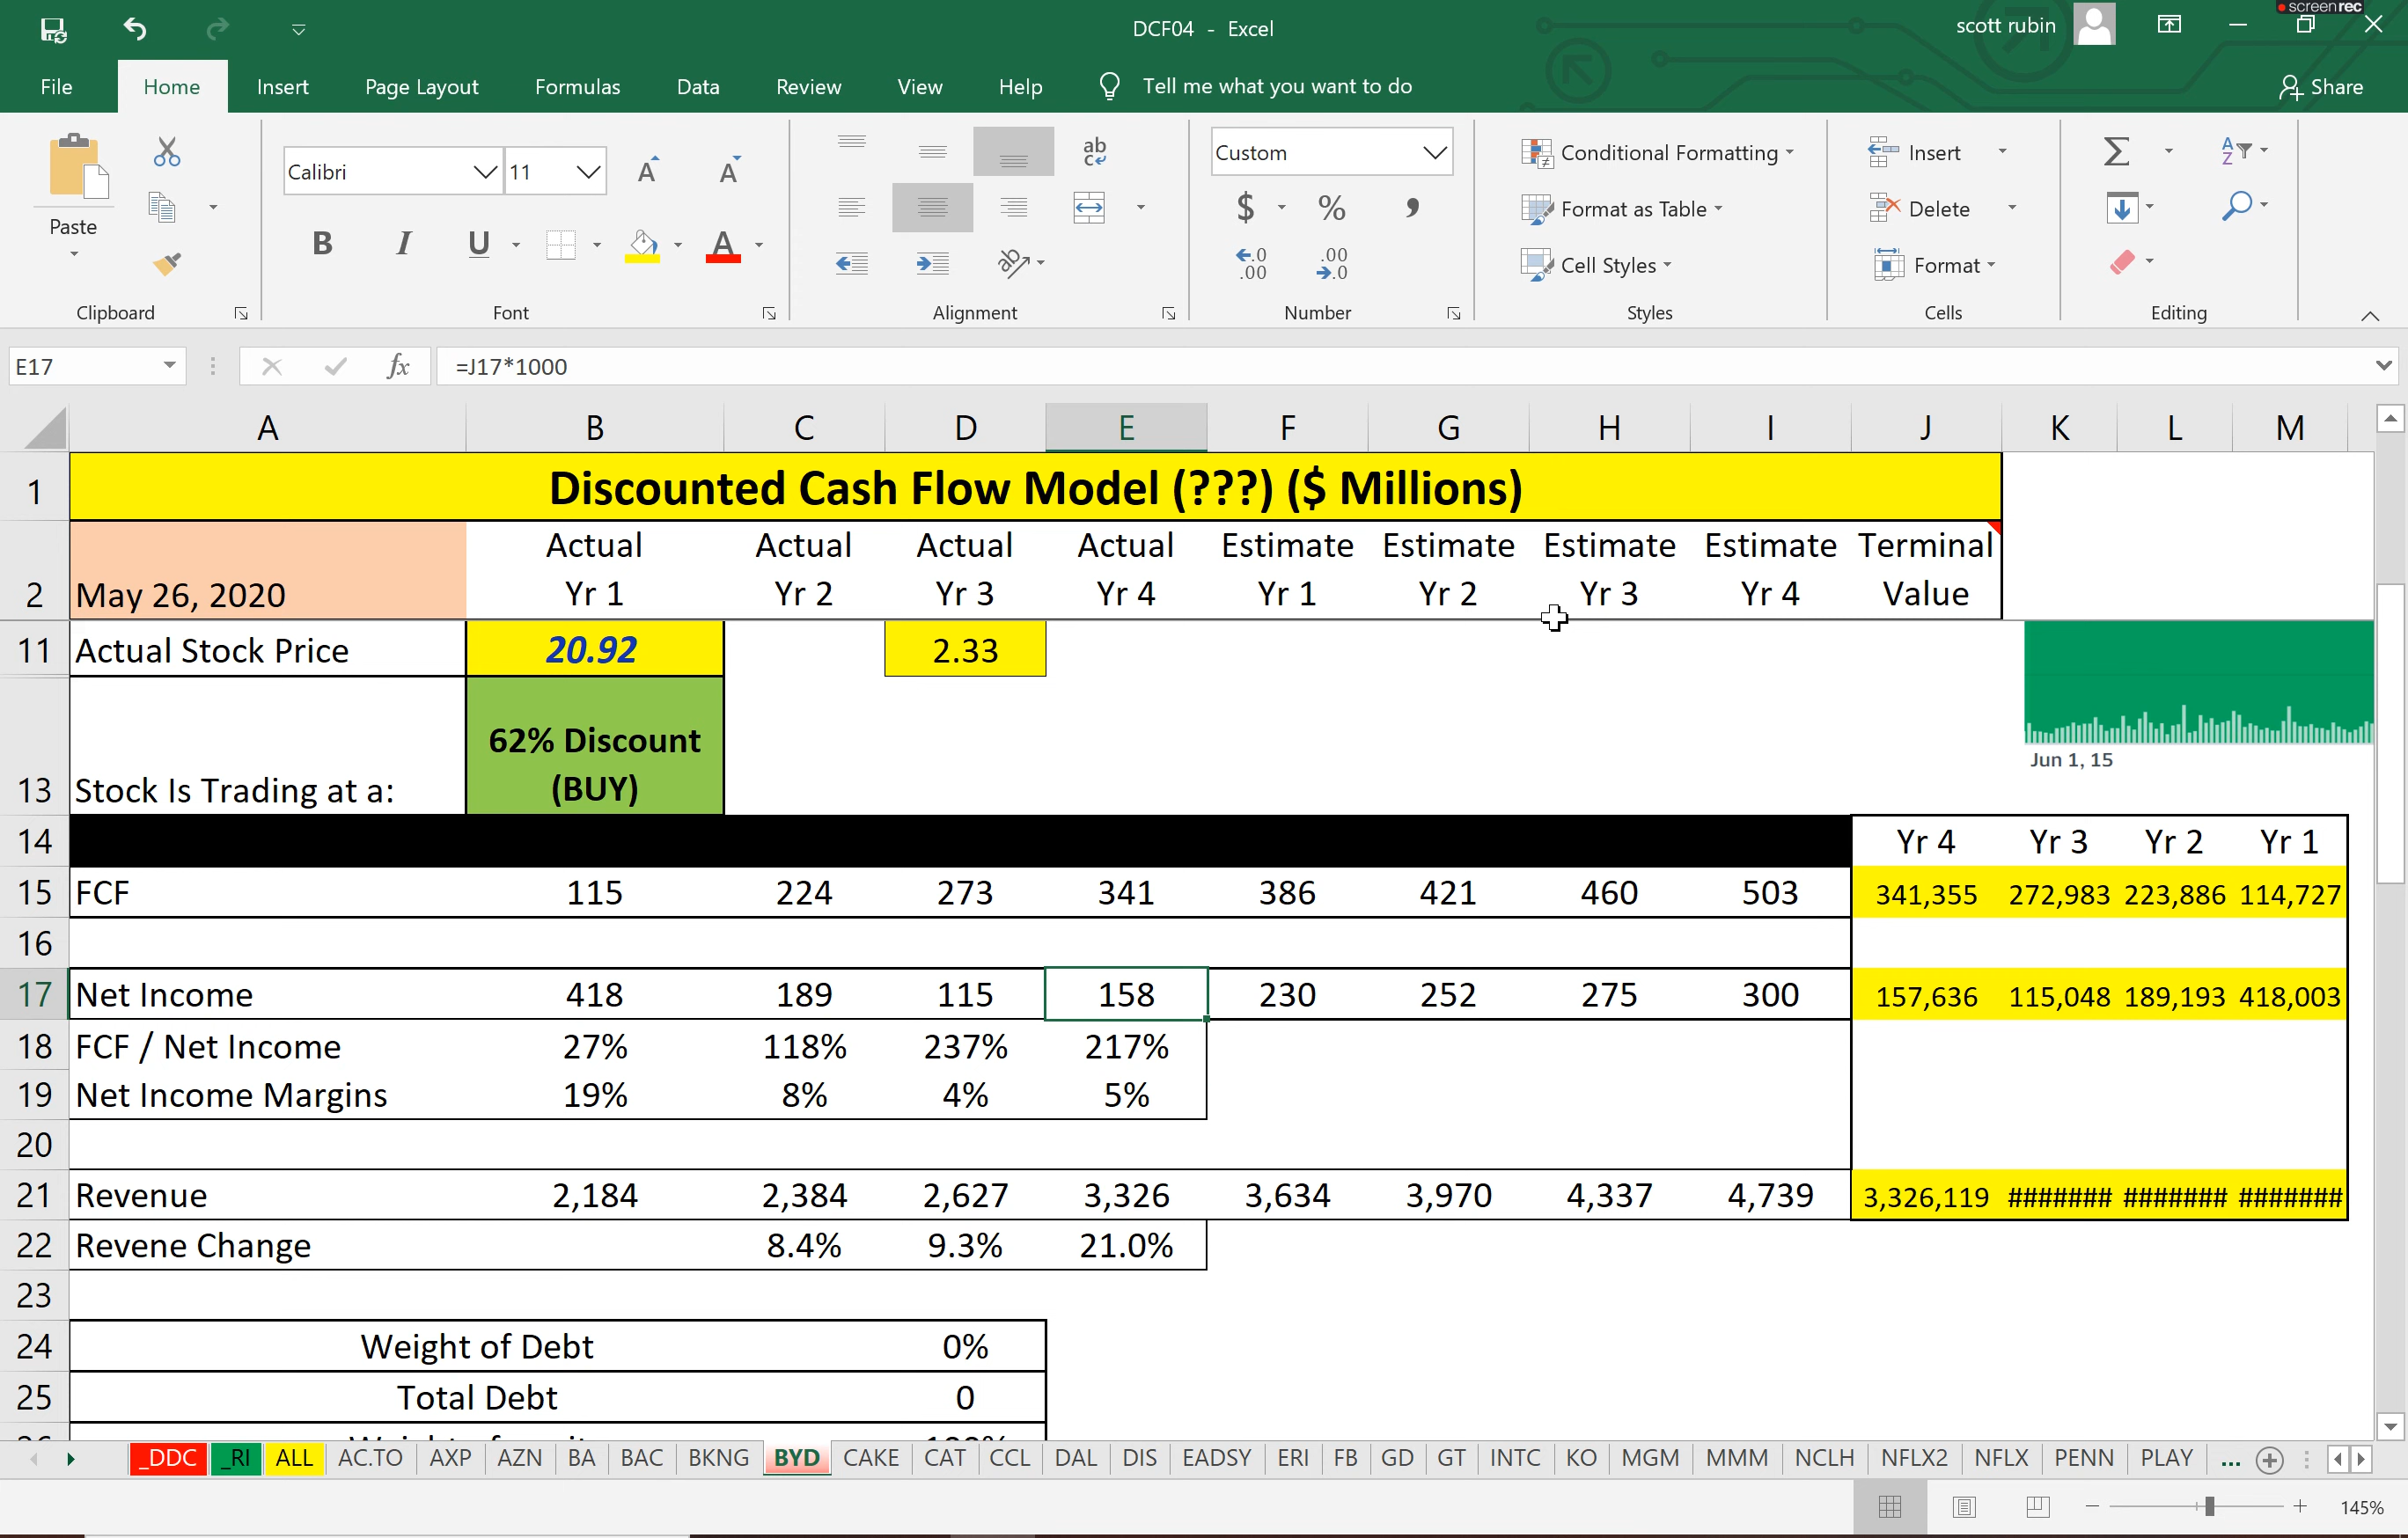 screenrec
DCF04 - Excel
scott rubin
File Home Insert Page Layout Formulas Data Review View Help Tell me what you want to do Share
Paste
Calibri 11
Custom
Conditional Formatting
Format as Table
Cell Styles
Insert
Delete
Format
Clipboard Font Alignment Number Styles Cells Editing
E17 fx =J17*1000
A B C D E F G H I J K L M
1 Discounted Cash Flow Model (???) ($ Millions)
Actual Actual Actual Actual Estimate Estimate Estimate Estimate Terminal
2 May 26, 2020 Yr 1 Yr 2 Yr 3 Yr 4 Yr 1 Yr 2 Yr 3 Yr 4 Value
11 Actual Stock Price 20.92 2.33
62% Discount
Jun 1, 15
13 Stock Is Trading at a: (BUY)
14 Yr 4 Yr 3 Yr 2 Yr 1
15 FCF 115 224 273 341 386 421 460 503 341,355 272,983 223,886 114,727
16
17 Net Income 418 189 115 158 230 252 275 300 157,636 115,048 189,193 418,003
18 FCF / Net Income 27% 118% 237% 217%
19 Net Income Margins 19% 8% 4% 5%
20
21 Revenue 2,184 2,384 2,627 3,326 3,634 3,970 4,337 4,739 3,326,119 ####### ####### #######
22 Revene Change 8.4% 9.3% 21.0%
23
24 Weight of Debt 0%
25 Total Debt 0
_DDC _RI ALL AC.TO AXP AZN BA BAC BKNG BYD CAKE CAT CCL DAL DIS EADSY ERI FB GD GT INTC KO MGM MMM NCLH NFLX2 NFLX PENN PLAY ...
145%